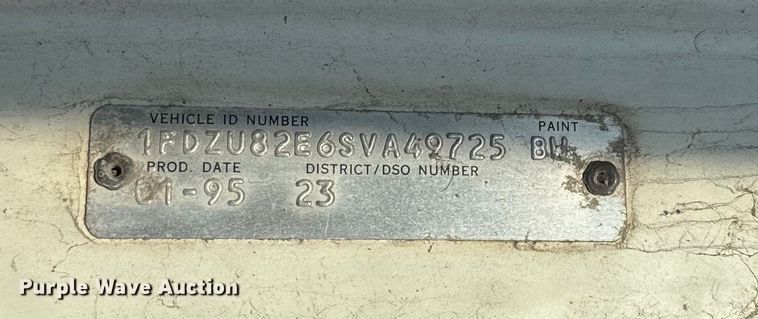 VEHICLE ID NUMBER PAINT
1FDZU82E6SVA49725 BW
PROD. DATE DISTRICT/DSO NUMBER
01-95 23
Purple Wave Auction